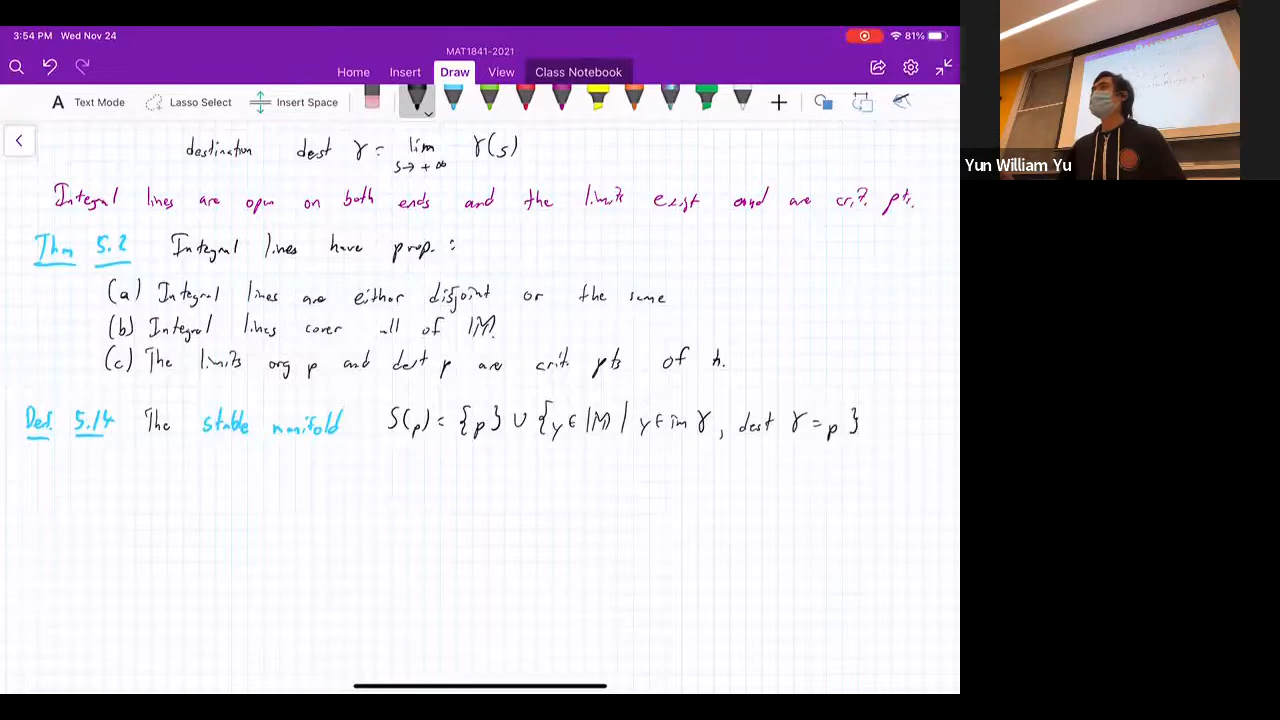 3:54 PM Wed Nov 24
81%
MAT1841-2021
Home Insert Draw View Class Notebook
A Text Mode Lasso Select Insert Space
destination dest γ = lim s→+∞ γ(s)
Integral lines are open on both ends and the limits exist and are crit. pts.
Thm 5.2 Integral lines have prop. :
(a) Integral lines are either disjoint or the same
(b) Integral lines cover all of |M|.
(c) The limits org p and dest p are crit. pts of h.
Def. 5.14 The stable manifold S(p) = {p} ∪ {y ∈ |M| | y ∈ im γ, dest γ = p}
Yun William Yu